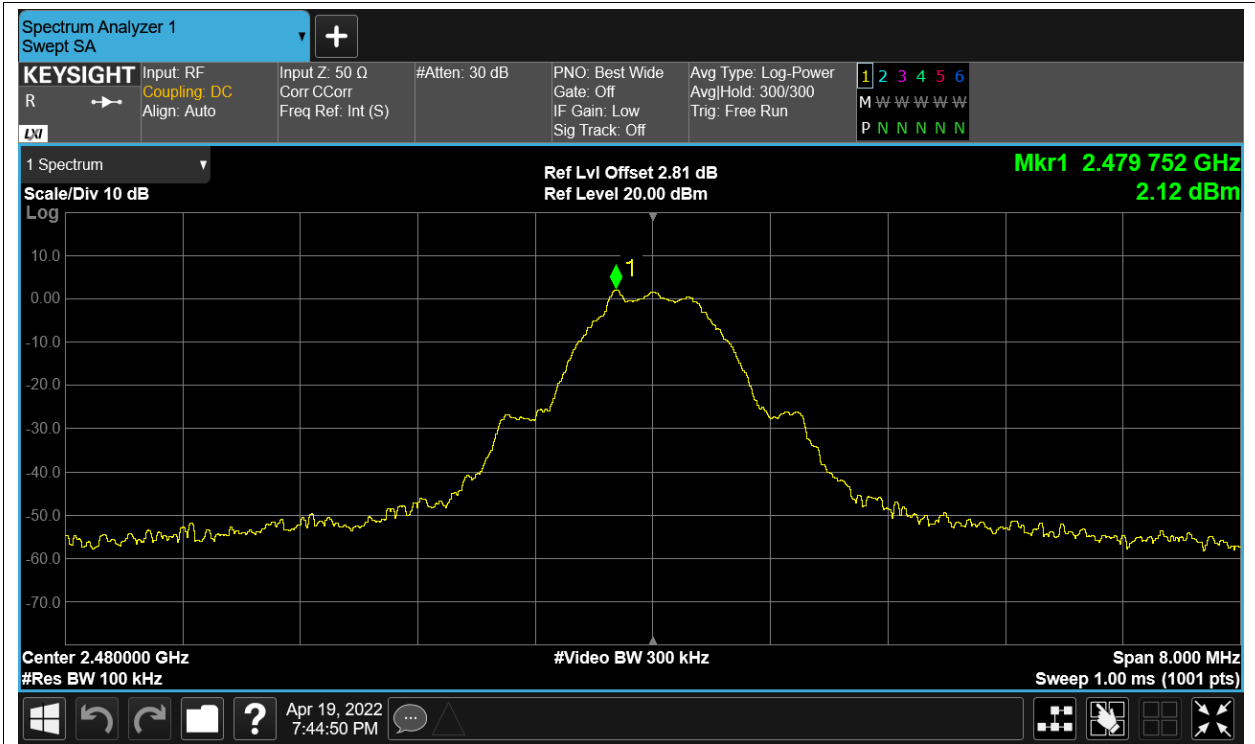 Spectrum Analyzer 1
Swept SA
KEYSIGHT
R
LXI
Input: RF
Coupling: DC
Align: Auto
Input Z: 50 Ω
Corr CCorr
Freq Ref: Int (S)
#Atten: 30 dB
PNO: Best Wide
Gate: Off
IF Gain: Low
Sig Track: Off
Avg Type: Log-Power
Avg|Hold: 300/300
Trig: Free Run
1 2 3 4 5 6
M W W W W W
P N N N N N
1 Spectrum
Scale/Div 10 dB
Log
Ref Lvl Offset 2.81 dB
Ref Level 20.00 dBm
Mkr1 2.479 752 GHz
2.12 dBm
10.0
0.00
-10.0
-20.0
-30.0
-40.0
-50.0
-60.0
-70.0
1
Center 2.480000 GHz
#Res BW 100 kHz
#Video BW 300 kHz
Span 8.000 MHz
Sweep 1.00 ms (1001 pts)
?
Apr 19, 2022
7:44:50 PM